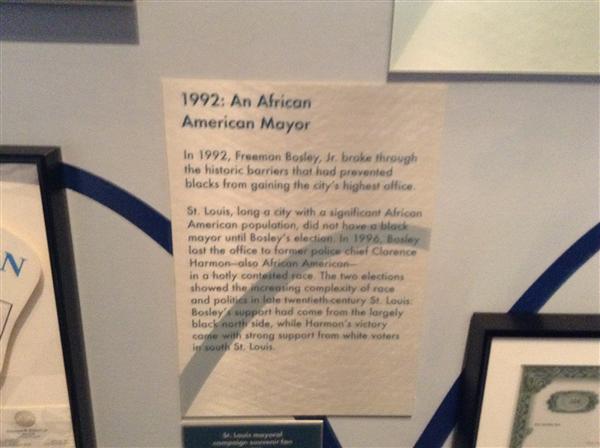 1992: An African
American Mayor
In 1992, Freeman Bosley, Jr. broke through
the historic barriers that had prevented
blacks from gaining the city's highest office.
St. Louis, long a city with a significant African
American population, did not have a black
mayor until Bosley's election. In 1996, Bosley
lost the office to former police chief Clarence
Harmon—also African American—
in a hotly contested race. The two elections
showed the increasing complexity of race
and politics in late twentieth-century St. Louis:
Bosley's support had come from the largely
black north side, while Harmon's victory
came with strong support from white voters
in south St. Louis.
N
St. Louis mayoral
campaign souvenir fan